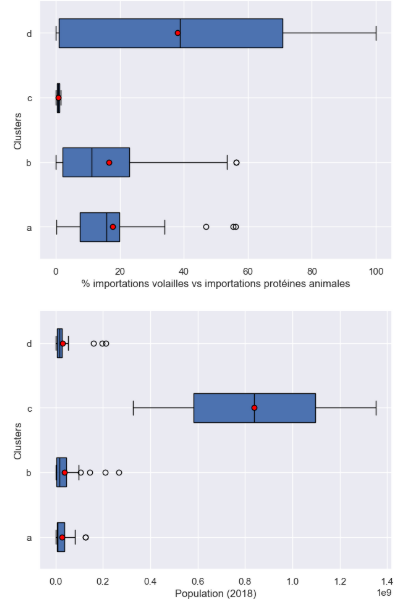 d
c
b
a
Clusters
0 20 40 60 80 100
% importations volailles vs importations protéines animales
d
c
b
a
Clusters
0.0 0.2 0.4 0.6 0.8 1.0 1.2 1.4
1e9
Population (2018)